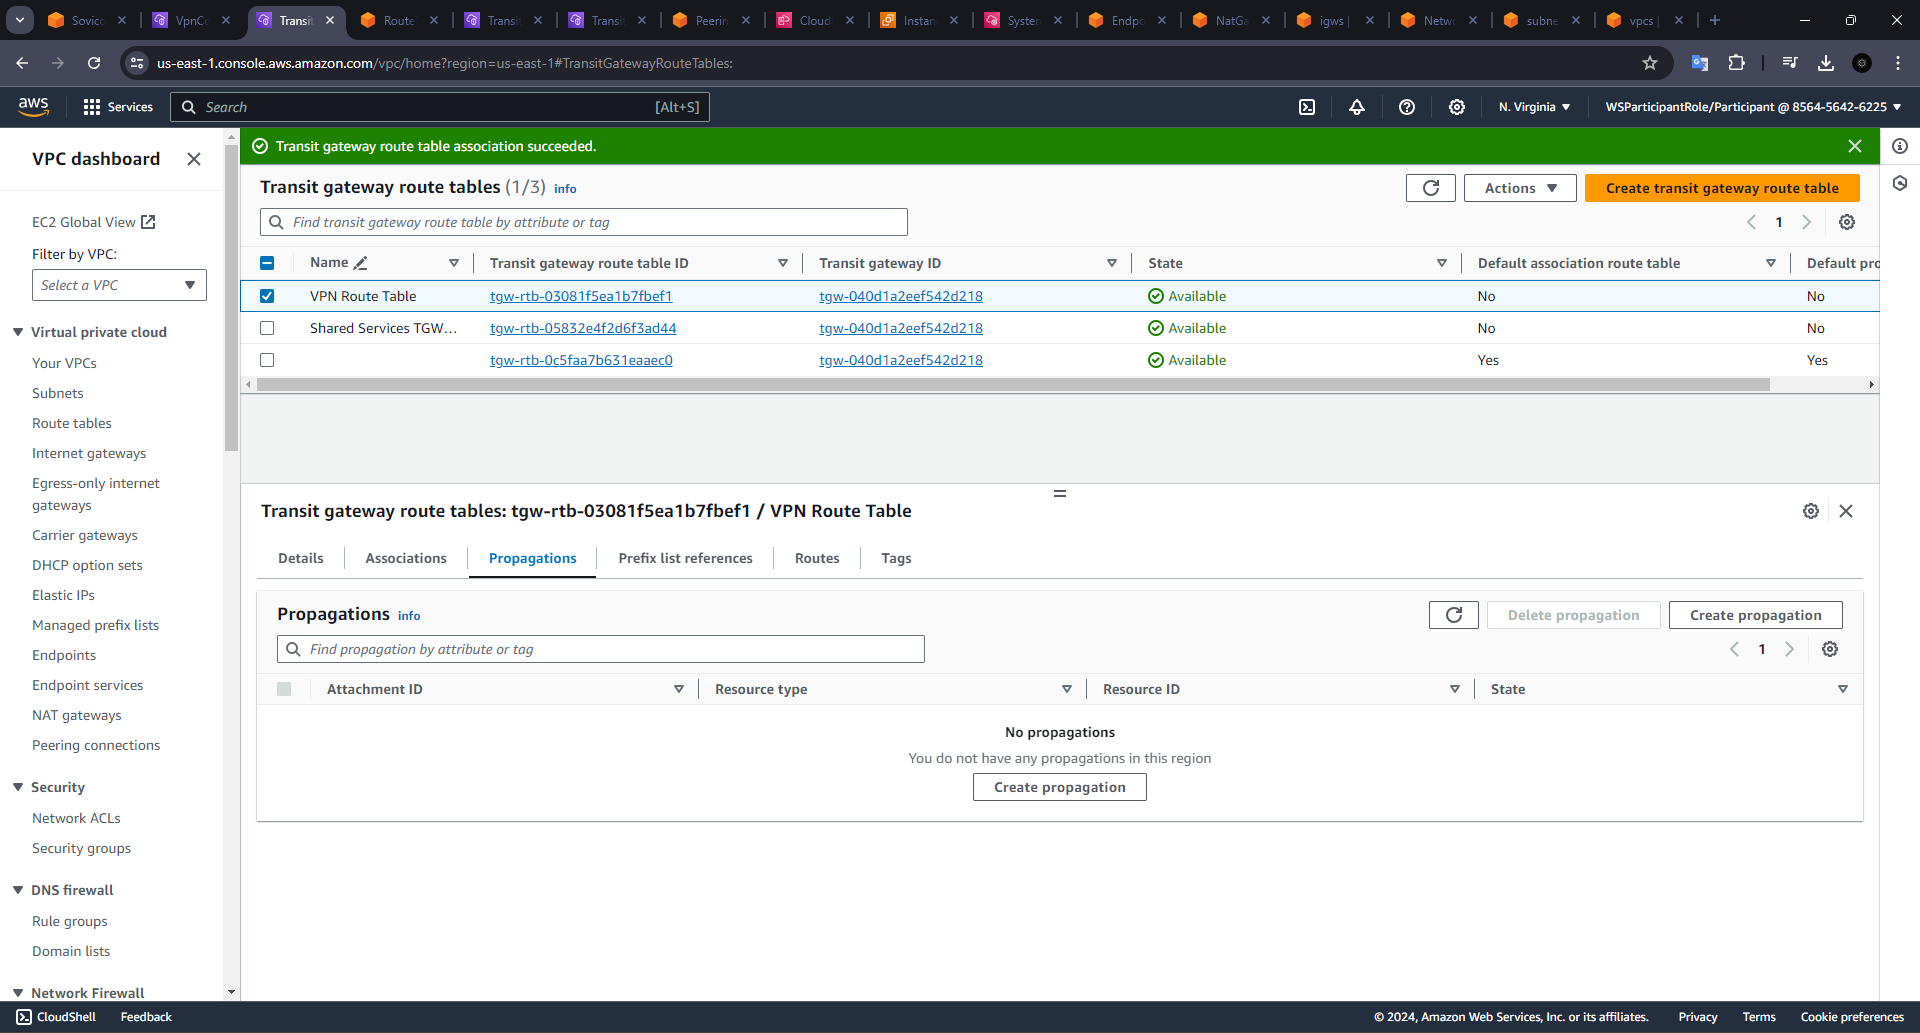 Sovico
VpnCo
Transit
Route
Transit
Transit
Peerin
Cloud
Instan
System
Endpo
NatGa
igws |
Netwo
subne
vpcs |
us-east-1.console.aws.amazon.com/vpc/home?region=us-east-1#TransitGatewayRouteTables:
aws
Services
Search
[Alt+S]
N. Virginia
WSParticipantRole/Participant @ 8564-5642-6225
VPC dashboard
EC2 Global View
Filter by VPC:
Select a VPC
Virtual private cloud
Your VPCs
Subnets
Route tables
Internet gateways
Egress-only internet
gateways
Carrier gateways
DHCP option sets
Elastic IPs
Managed prefix lists
Endpoints
Endpoint services
NAT gateways
Peering connections
Security
Network ACLs
Security groups
DNS firewall
Rule groups
Domain lists
Network Firewall
Transit gateway route table association succeeded.
Transit gateway route tables (1/3) info
Actions
Create transit gateway route table
Find transit gateway route table by attribute or tag
1
Name
Transit gateway route table ID
Transit gateway ID
State
Default association route table
Default pro
VPN Route Table
tgw-rtb-03081f5ea1b7fbef1
tgw-040d1a2eef542d218
Available
No
No
Shared Services TGW...
tgw-rtb-05832e4f2d6f3ad44
tgw-040d1a2eef542d218
Available
No
No
tgw-rtb-0c5faa7b631eaaec0
tgw-040d1a2eef542d218
Available
Yes
Yes
Transit gateway route tables: tgw-rtb-03081f5ea1b7fbef1 / VPN Route Table
Details
Associations
Propagations
Prefix list references
Routes
Tags
Propagations info
Delete propagation
Create propagation
Find propagation by attribute or tag
1
Attachment ID
Resource type
Resource ID
State
No propagations
You do not have any propagations in this region
Create propagation
CloudShell
Feedback
© 2024, Amazon Web Services, Inc. or its affiliates.
Privacy
Terms
Cookie preferences